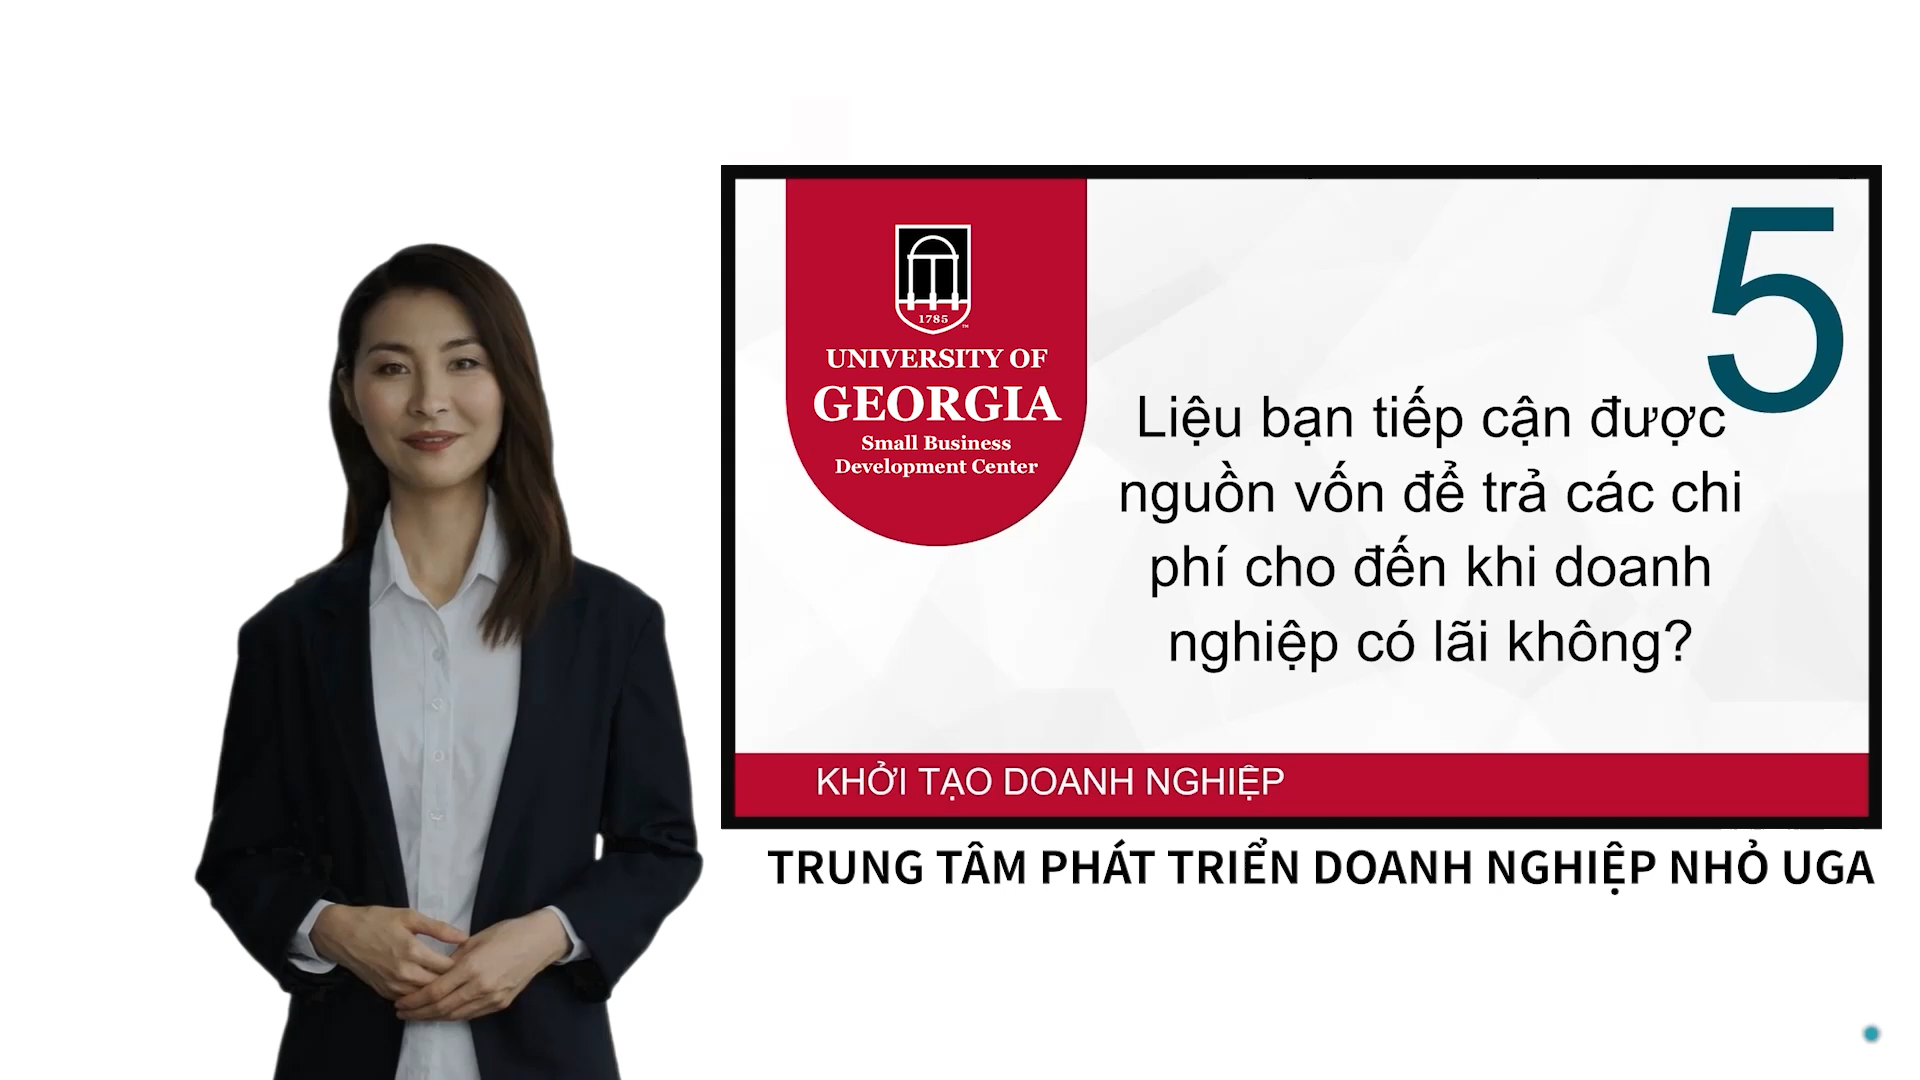 1785
UNIVERSITY OF
GEORGIA
Small Business
Development Center
5
Liệu bạn tiếp cận được
nguồn vốn để trả các chi
phí cho đến khi doanh
nghiệp có lãi không?
KHỞI TẠO DOANH NGHIỆP
TRUNG TÂM PHÁT TRIỂN DOANH NGHIỆP NHỎ UGA